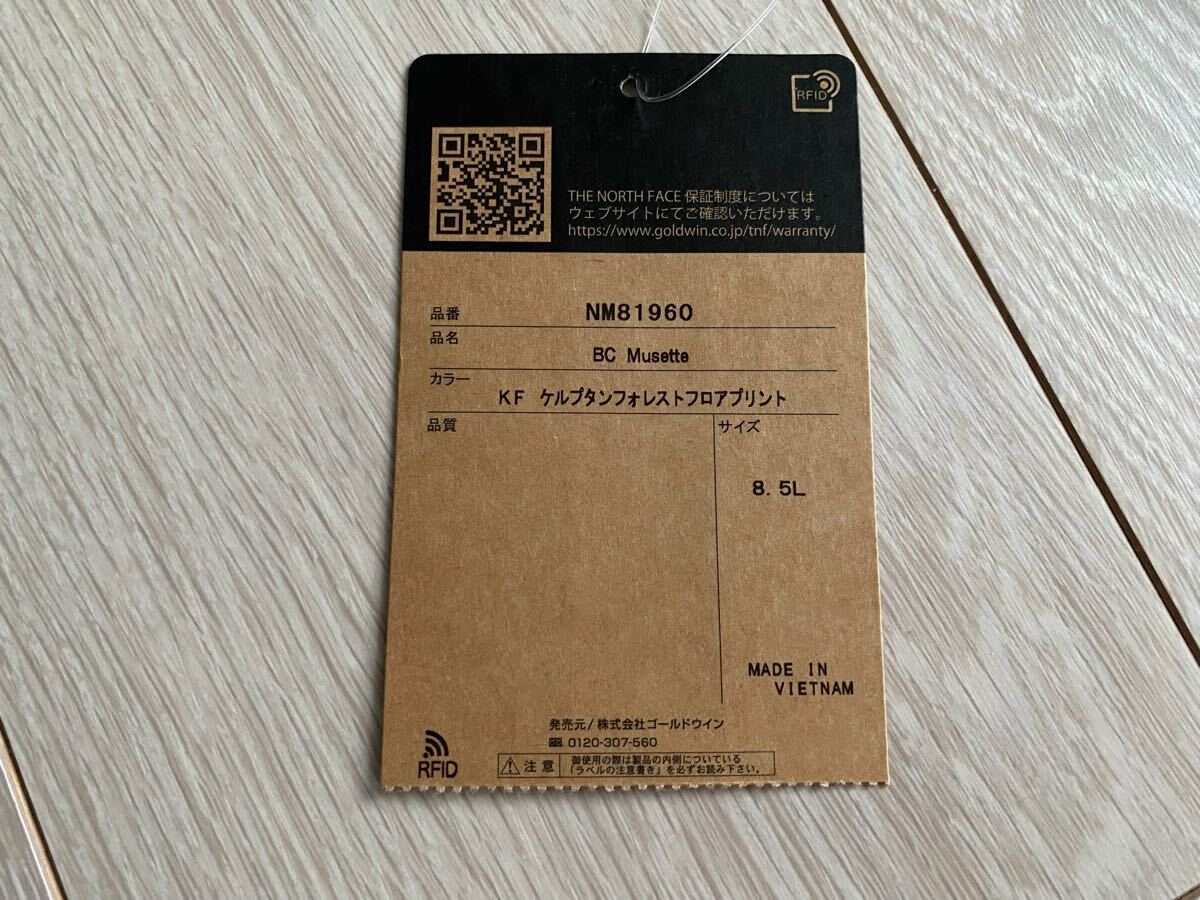 RFID
THE NORTH FACE 保証制度については
ウェブサイトにてご確認いただけます。
https://www.goldwin.co.jp/tnf/warranty/
品番 NM81960
品名
BC Musette
カラー
KF ケルプタンフォレストフロアプリント
品質
サイズ
8.5L
MADE IN
VIETNAM
発売元/株式会社ゴールドウイン
0120-307-560
RFID
注意
御使用の際は製品の内側についている
「ラベルの注意書き」を必ずお読み下さい。